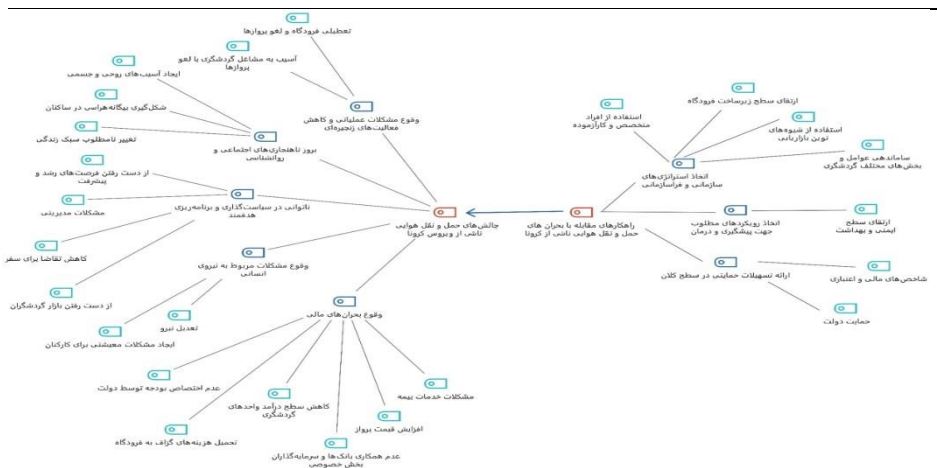 تعطیلی فرودگاه و لغو پروازها
آسیب به مشاغل گردشگری با لغو
پروازها
ایجاد آسیب‌های روحی و جسمی
شکل‌گیری بیگانه‌هراسی در ساکنان
تغییر نامطلوب سبک زندگی
وقوع مشکلات عملیاتی و کاهش
فعالیت‌های زنجیره‌ای
بروز ناهنجاری‌های اجتماعی و
روانشناسی
از دست رفتن فرصت‌های رشد و
پیشرفت
مشکلات مدیریتی
کاهش تقاضا برای سفر
از دست رفتن بازار گردشگران
ناتوانی در سیاست‌گذاری و برنامه‌ریزی
هدفمند
وقوع مشکلات مربوط به نیروی
انسانی
تعدیل نیرو
ایجاد مشکلات معیشتی برای کارکنان
وقوع بحران‌های مالی
عدم اختصاص بودجه توسط دولت
تحمیل هزینه‌های گزاف به فرودگاه
کاهش سطح درآمد واحدهای
گردشگری
عدم همکاری بانک‌ها و سرمایه‌گذاران
بخش خصوصی
افزایش قیمت پرواز
مشکلات خدمات بیمه
چالش‌های حمل و نقل هوایی
ناشی از ویروس کرونا
راهکارهای مقابله با بحران های
حمل و نقل هوایی ناشی از کرونا
اتخاذ استراتژی‌های
سازمانی و فراسازمانی
استفاده از افراد
متخصص و کارآزموده
ارتقای سطح زیرساخت فرودگاه
استفاده از شیوه‌های
نوین بازاریابی
ساماندهی عوامل و
بخش‌های مختلف گردشگری
اتخاذ رویکردهای مطلوب
جهت پیشگیری و درمان
ارتقای سطح
ایمنی و بهداشت
ارائه تسهیلات حمایتی در سطح کلان
شاخص‌های مالی و اعتباری
حمایت دولت